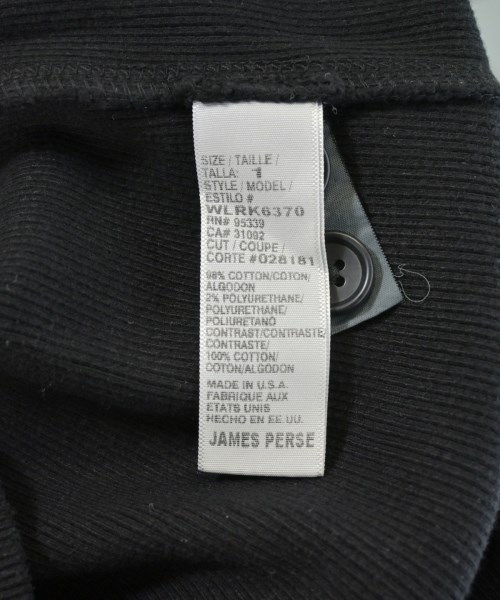 SIZE / TAILLE /
TALLA: 1
STYLE / MODEL /
ESTILO #
WLRK6370
RN# 95339
CA# 31092
CUT / COUPE /
CORTE #028181
98% COTTON/COTON/
ALGODON
2% POLYURETHANE/
POLYURETHANE/
POLIURETANO
CONTRAST/CONTRASTE/
CONTRASTE/
100% COTTON/
COTON/ALGODON
MADE IN U.S.A.
FABRIQUE AUX
ETATS UNIS
HECHO EN EE UU.
JAMES PERSE